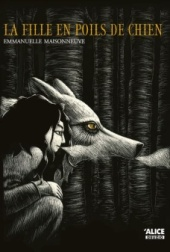 LA FILLE EN POILS DE CHIEN
EMMANUELLE MAISONNEUVE
ALICE